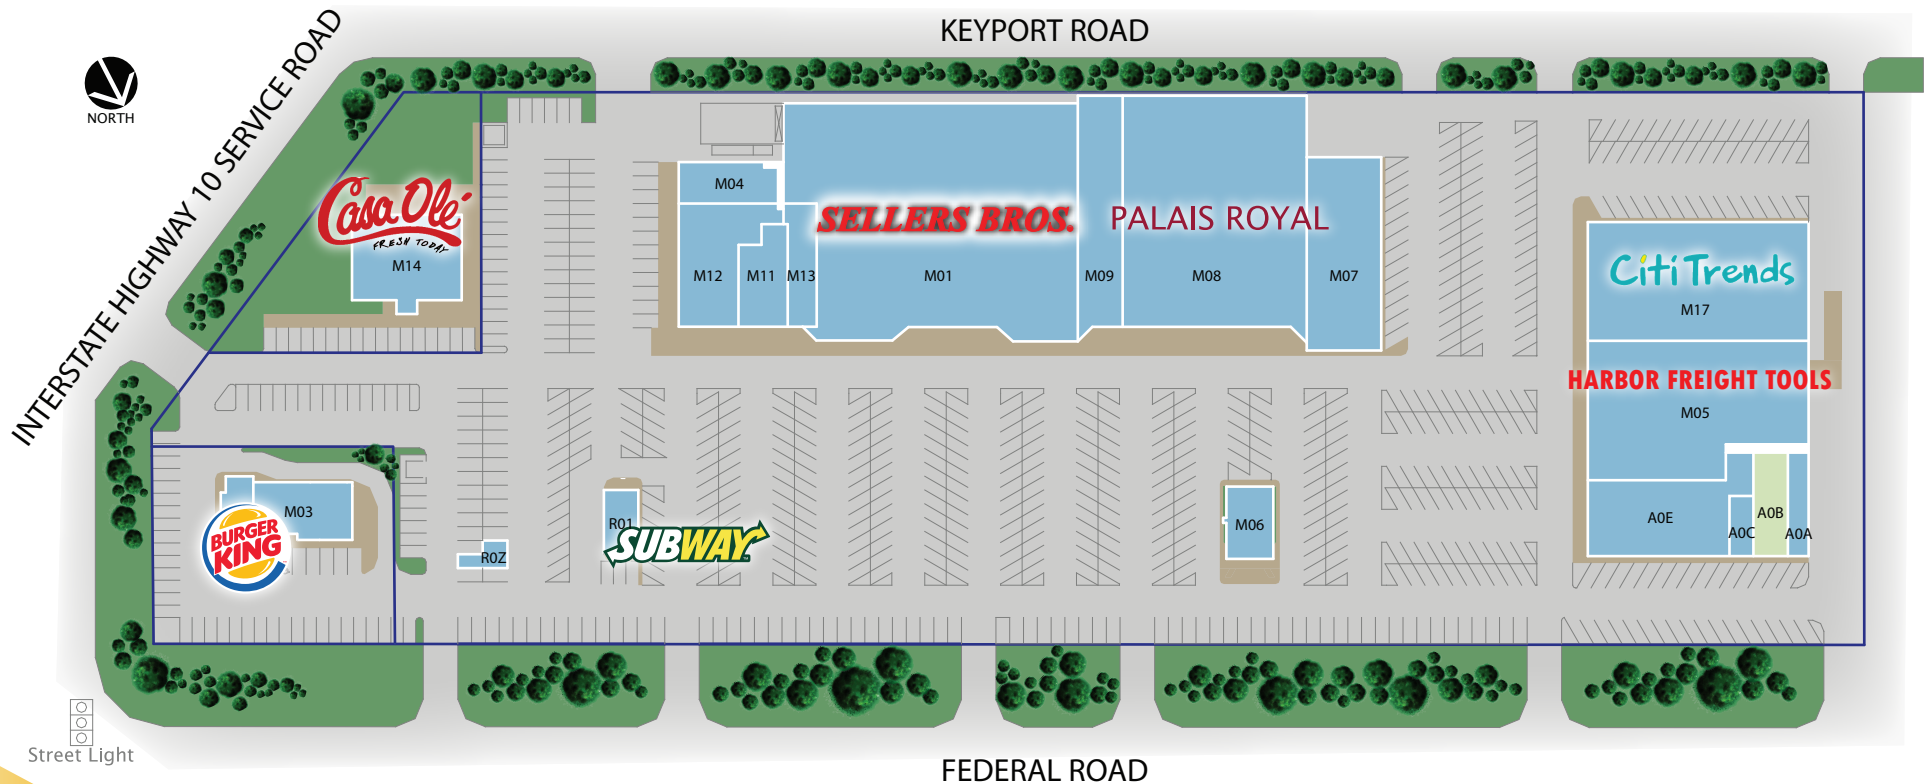 KEYPORT ROAD
NORTH
INTERSTATE HIGHWAY 10 SERVICE ROAD
Casa Olé
FRESH TODAY
M14
M04
SELLERS BROS.
PALAIS ROYAL
M12
M11
M13
M01
M09
M08
M07
Citi Trends
M17
HARBOR FREIGHT TOOLS
M05
M03
BURGER
KING
R0Z
R01
SUBWAY
M06
A0E
A0C
A0B
A0A
Street Light
FEDERAL ROAD